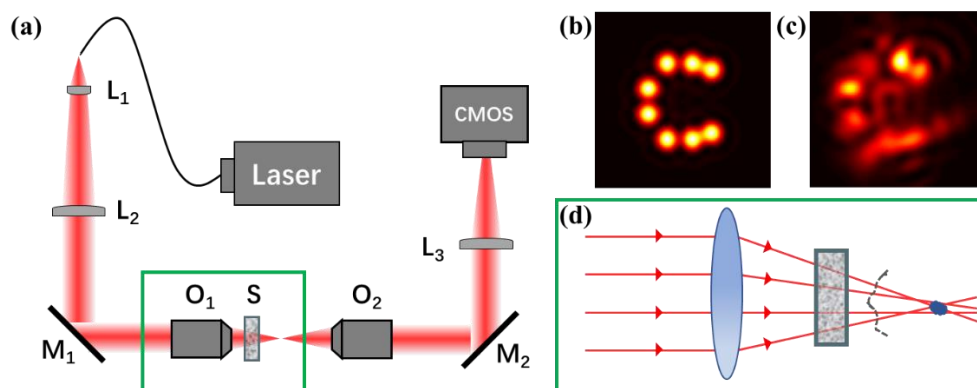 (a)
L₁
L₂
Laser
CMOS
L₃
O₁
S
O₂
M₁
M₂
(b)
(c)
(d)